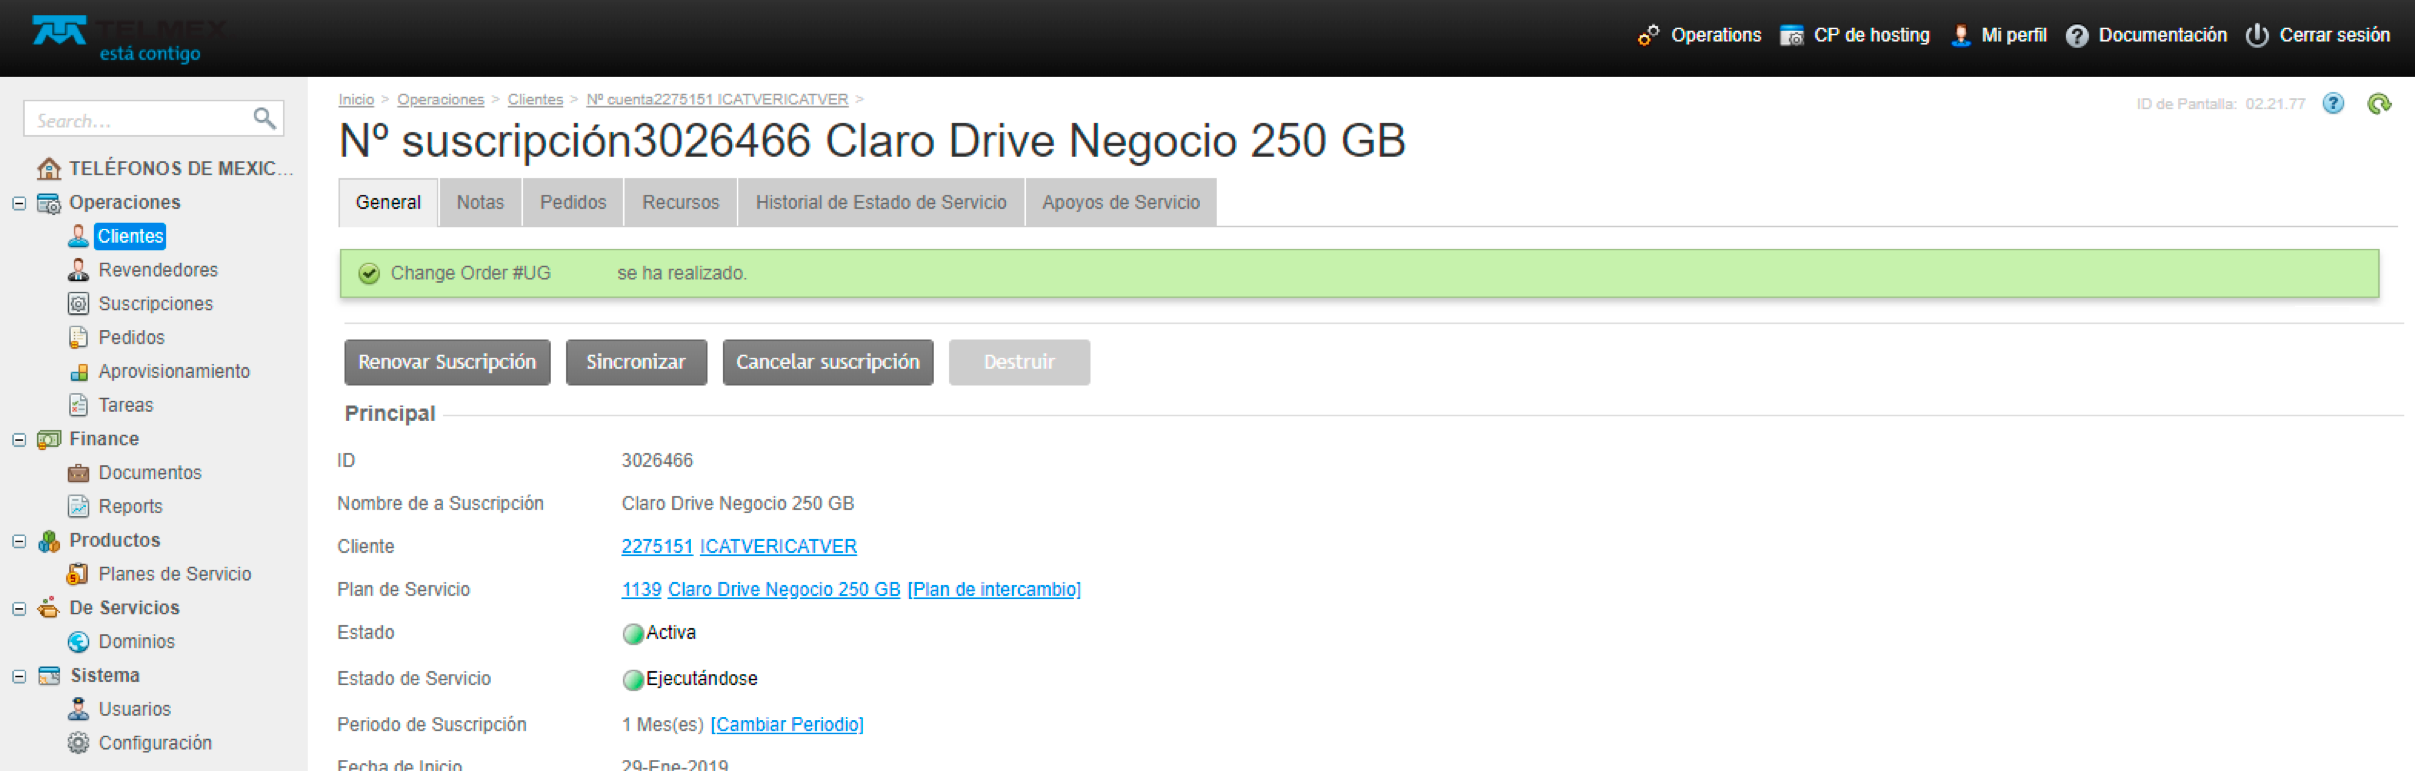 TELMEX
está contigo
Operations CP de hosting Mi perfil Documentación Cerrar sesión
Search...
TELÉFONOS DE MEXIC...
Operaciones
Clientes
Revendedores
Suscripciones
Pedidos
Aprovisionamiento
Tareas
Finance
Documentos
Reports
Productos
Planes de Servicio
De Servicios
Dominios
Sistema
Usuarios
Configuración
Inicio > Operaciones > Clientes > Nº cuenta2275151 ICATVERICATVER >
ID de Pantalla: 02.21.77
Nº suscripción3026466 Claro Drive Negocio 250 GB
General Notas Pedidos Recursos Historial de Estado de Servicio Apoyos de Servicio
Change Order #UG se ha realizado.
Renovar Suscripción Sincronizar Cancelar suscripción Destruir
Principal
ID 3026466
Nombre de a Suscripción Claro Drive Negocio 250 GB
Cliente 2275151 ICATVERICATVER
Plan de Servicio 1139 Claro Drive Negocio 250 GB [Plan de intercambio]
Estado Activa
Estado de Servicio Ejecutándose
Periodo de Suscripción 1 Mes(es) [Cambiar Periodo]
Fecha de Inicio 29-Ene-2019